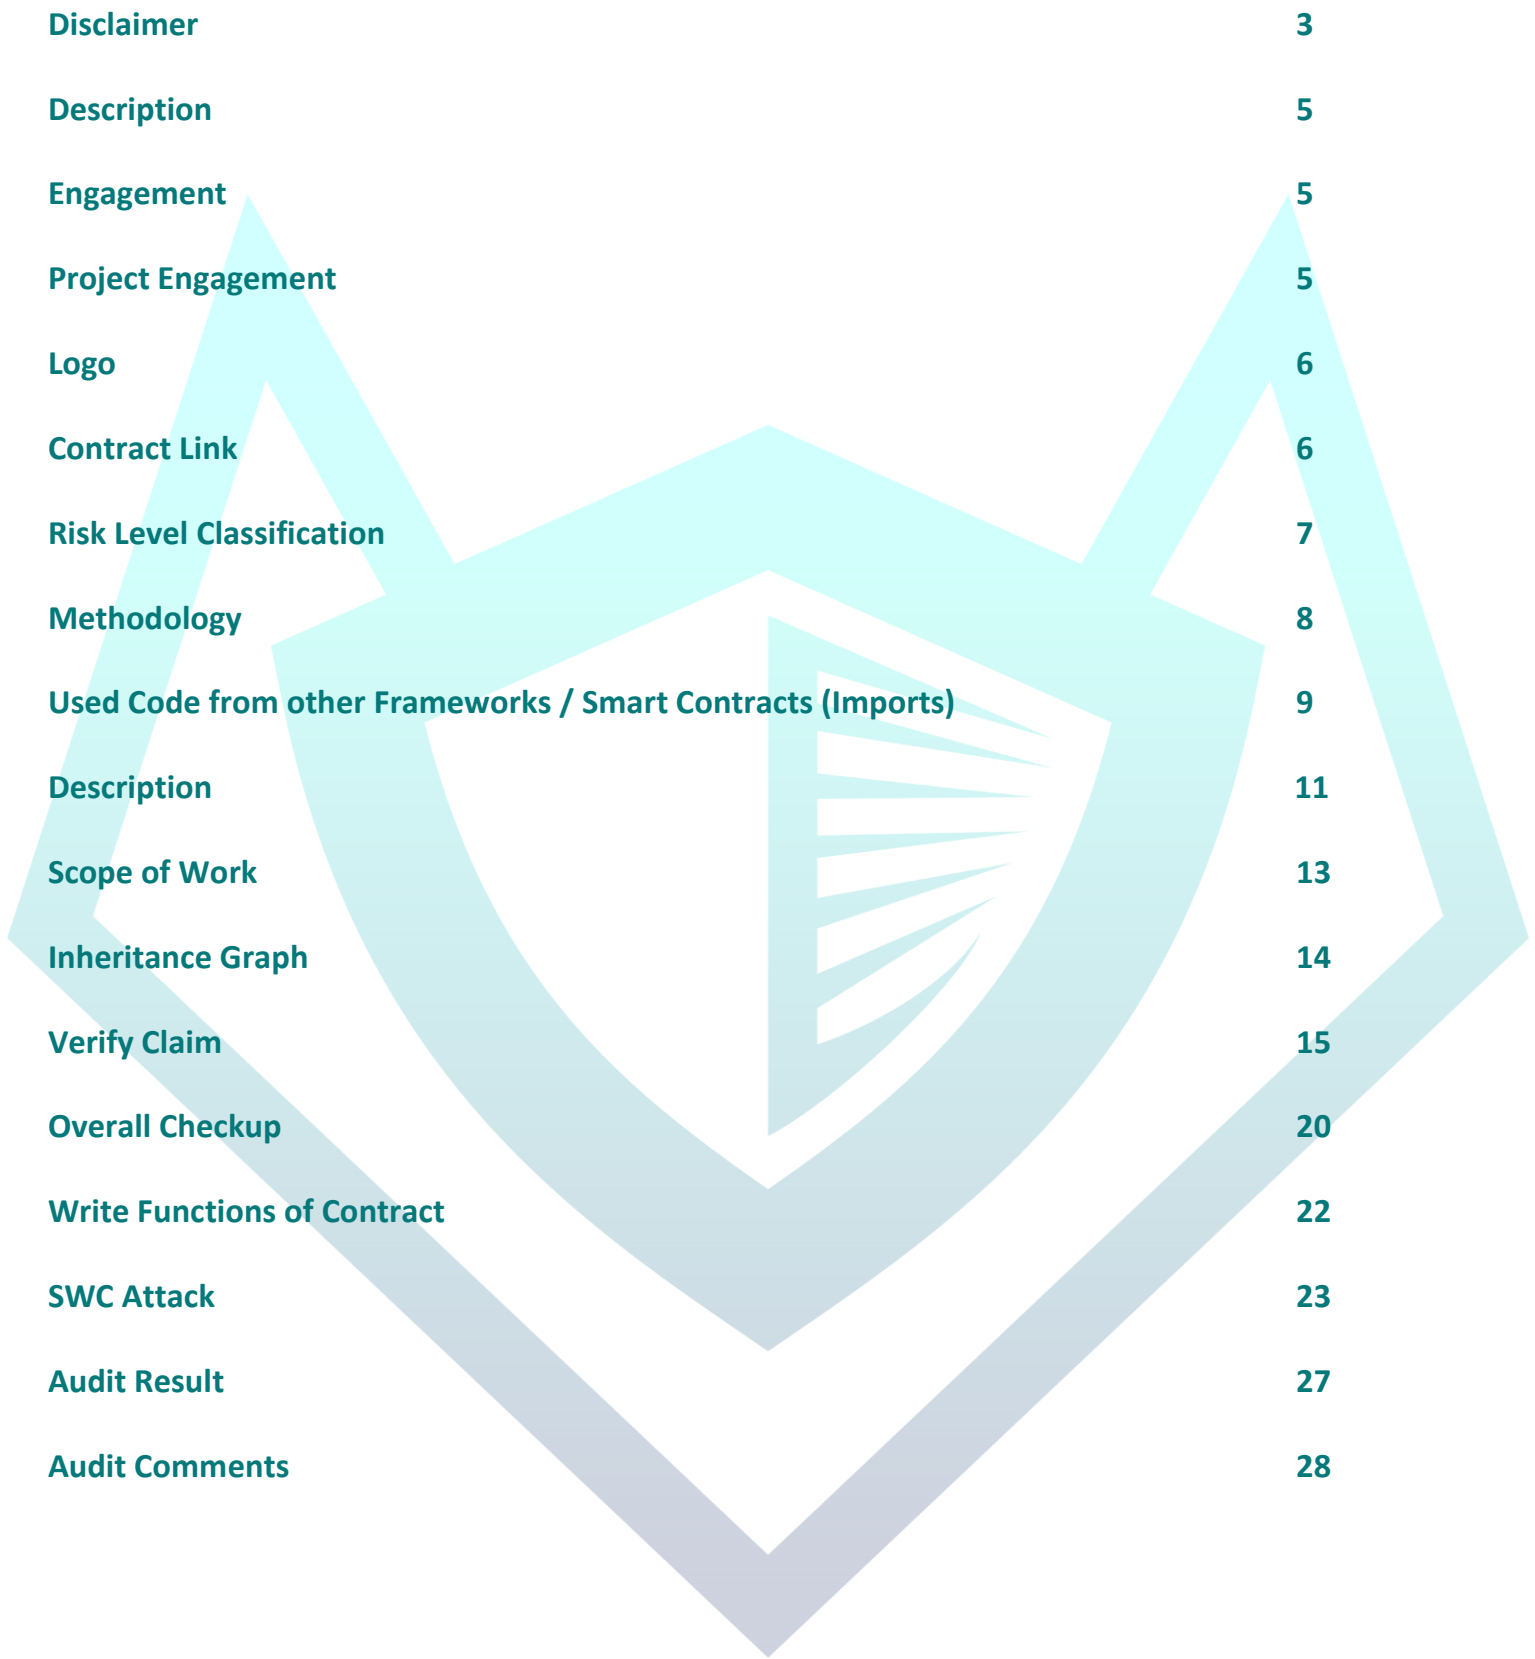 Disclaimer 3
Description 5
Engagement 5
Project Engagement 5
Logo 6
Contract Link 6
Risk Level Classification 7
Methodology 8
Used Code from other Frameworks / Smart Contracts (Imports) 9
Description 11
Scope of Work 13
Inheritance Graph 14
Verify Claim 15
Overall Checkup 20
Write Functions of Contract 22
SWC Attack 23
Audit Result 27
Audit Comments 28